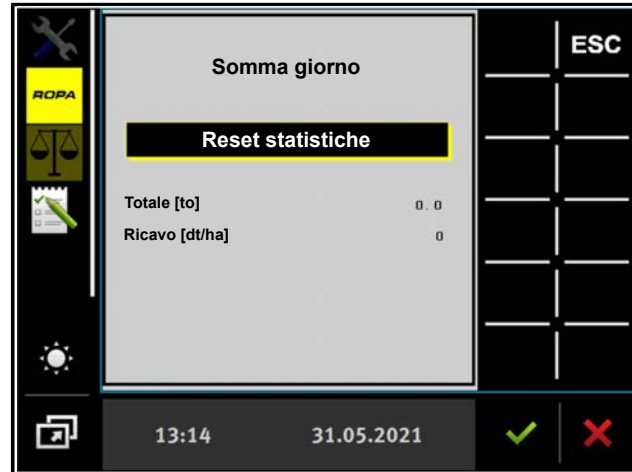 ESC
Somma giorno
ROPA
Reset statistiche
Totale [to] 0.0
Ricavo [dt/ha] 0
13:14 31.05.2021